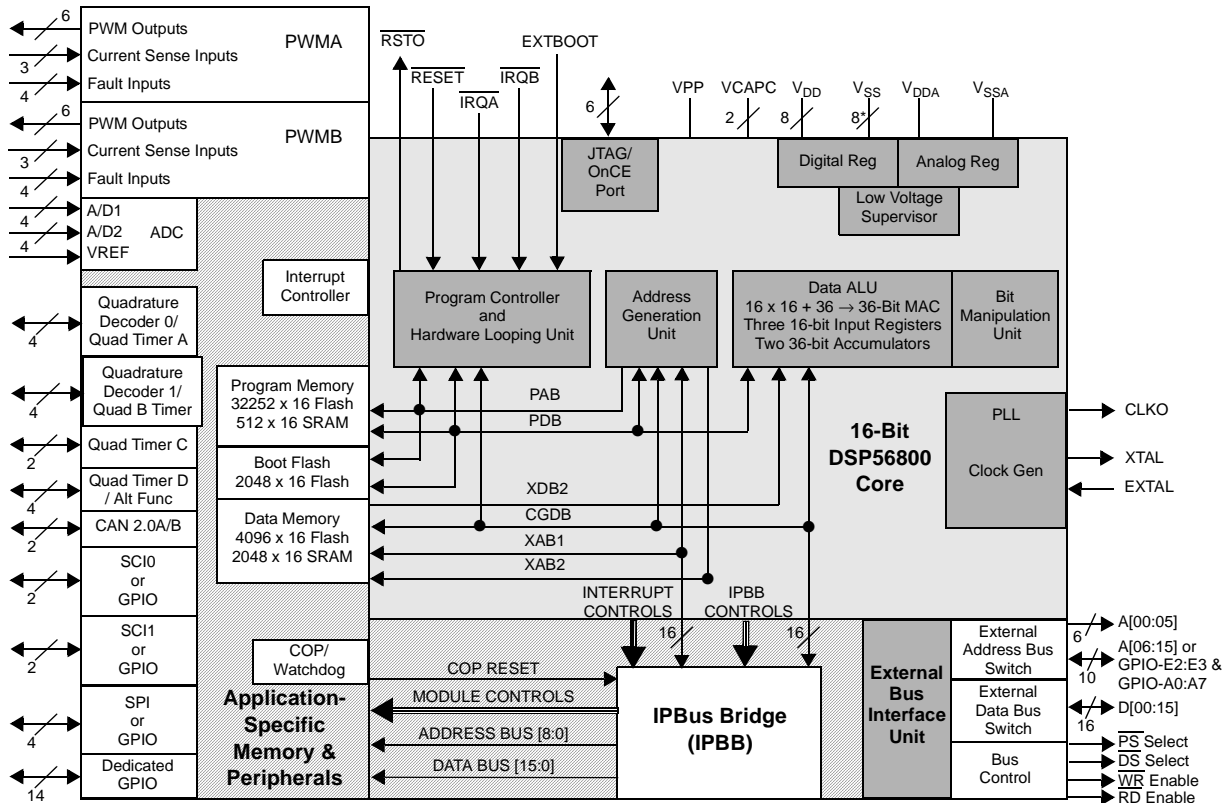 6
PWM Outputs
PWMA
Current Sense Inputs
3
Fault Inputs
4
6
PWM Outputs
PWMB
Current Sense Inputs
3
Fault Inputs
4
A/D1
4
A/D2
ADC
4
VREF
RSTO
EXTBOOT
RESET
IRQB
IRQA
6
VPP
VCAPC
VDD
VSS
VDDA
VSSA
2
8
8*
JTAG/
OnCE
Port
Digital Reg
Analog Reg
Low Voltage
Supervisor
Interrupt
Controller
Program Controller
and
Hardware Looping Unit
Address
Generation
Unit
Data ALU
16 x 16 + 36 → 36-Bit MAC
Three 16-bit Input Registers
Two 36-bit Accumulators
Bit
Manipulation
Unit
Quadrature
Decoder 0/
Quad Timer A
4
Quadrature
Decoder 1/
Quad B Timer
4
Quad Timer C
2
Quad Timer D
/ Alt Func
4
CAN 2.0A/B
2
SCI0
or
GPIO
2
SCI1
or
GPIO
2
SPI
or
GPIO
4
Dedicated
GPIO
14
Program Memory
32252 x 16 Flash
512 x 16 SRAM
Boot Flash
2048 x 16 Flash
Data Memory
4096 x 16 Flash
2048 x 16 SRAM
PAB
PDB
XDB2
CGDB
XAB1
XAB2
16-Bit
DSP56800
Core
PLL
Clock Gen
CLKO
XTAL
EXTAL
INTERRUPT
CONTROLS
IPBB
CONTROLS
16
16
COP/
Watchdog
COP RESET
MODULE CONTROLS
ADDRESS BUS [8:0]
DATA BUS [15:0]
Application-
Specific
Memory &
Peripherals
IPBus Bridge
(IPBB)
External
Bus
Interface
Unit
External
Address Bus
Switch
External
Data Bus
Switch
Bus
Control
6
A[00:05]
10
A[06:15] or
GPIO-E2:E3 &
GPIO-A0:A7
16
D[00:15]
PS Select
DS Select
WR Enable
RD Enable